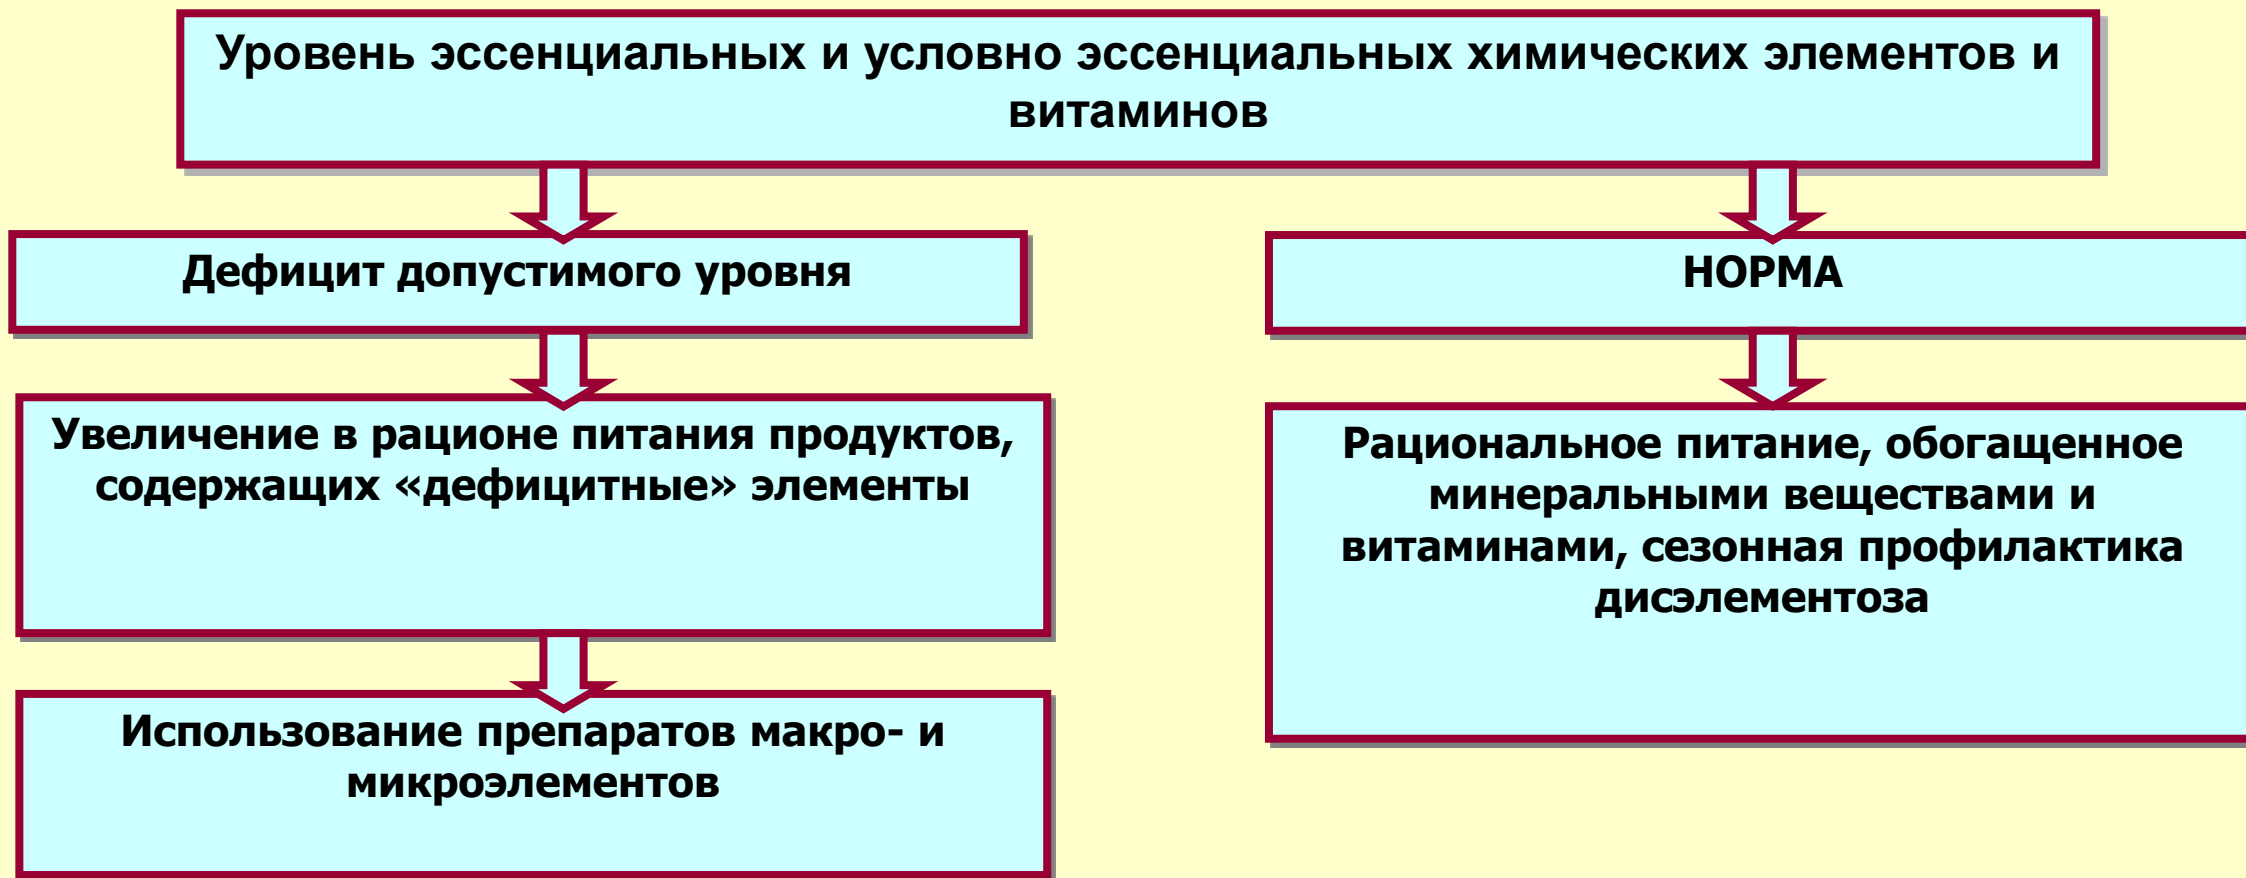 Уровень эссенциальных и условно эссенциальных химических элементов и
витаминов
Дефицит допустимого уровня
НОРМА
Увеличение в рационе питания продуктов,
содержащих «дефицитные» элементы
Рациональное питание, обогащенное
минеральными веществами и
витаминами, сезонная профилактика
дисэлементоза
Использование препаратов макро- и
микроэлементов